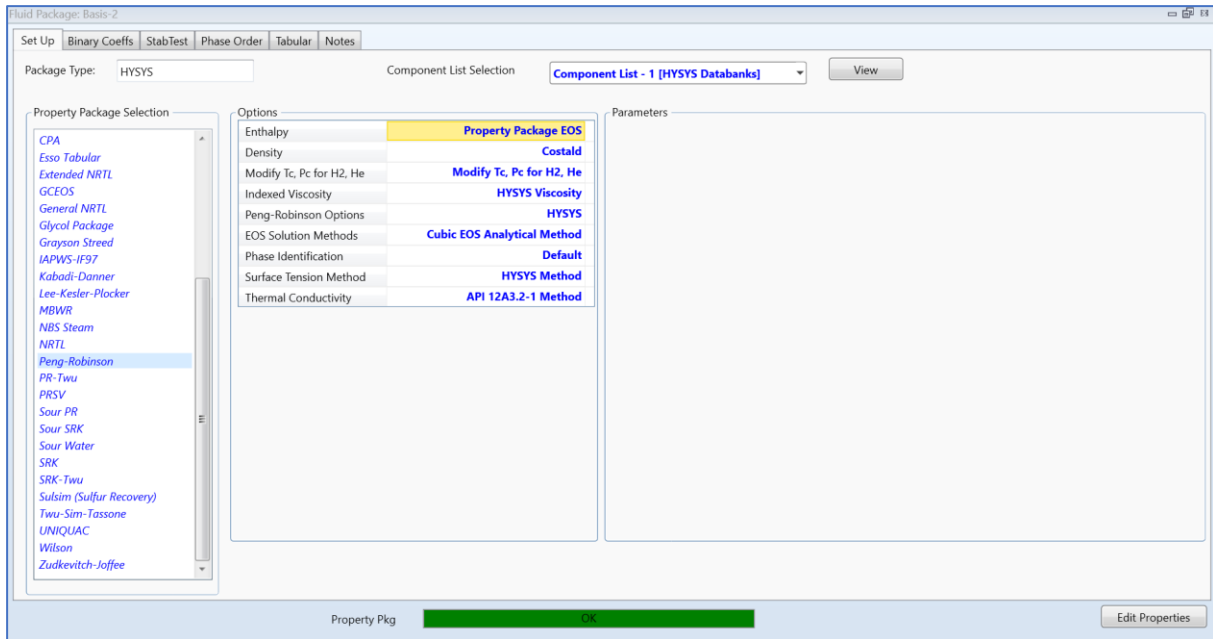 Fluid Package: Basis-2
Set Up Binary Coeffs StabTest Phase Order Tabular Notes
Package Type: HYSYS Component List Selection Component List - 1 [HYSYS Databanks] View
Property Package Selection
CPA
Esso Tabular
Extended NRTL
GCEOS
General NRTL
Glycol Package
Grayson Streed
IAPWS-IF97
Kabadi-Danner
Lee-Kesler-Plocker
MBWR
NBS Steam
NRTL
Peng-Robinson
PR-Twu
PRSV
Sour PR
Sour SRK
Sour Water
SRK
SRK-Twu
Sulsim (Sulfur Recovery)
Twu-Sim-Tassone
UNIQUAC
Wilson
Zudkevitch-Joffee
Options
Enthalpy Property Package EOS
Density Costald
Modify Tc, Pc for H2, He Modify Tc, Pc for H2, He
Indexed Viscosity HYSYS Viscosity
Peng-Robinson Options HYSYS
EOS Solution Methods Cubic EOS Analytical Method
Phase Identification Default
Surface Tension Method HYSYS Method
Thermal Conductivity API 12A3.2-1 Method
Parameters
Property Pkg OK Edit Properties